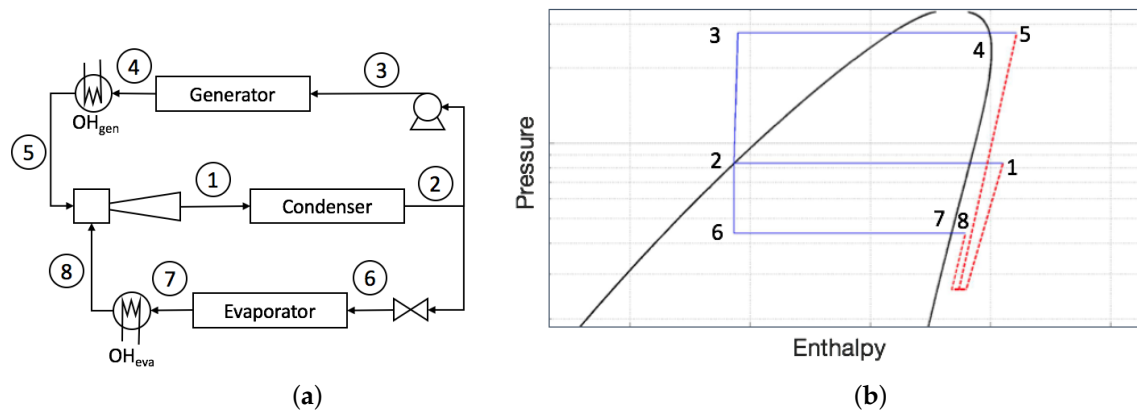 4
3
Generator
OHgen
5
1
2
Condenser
8
7
6
Evaporator
OHeva
(a)
Pressure
3
5
4
2
1
6
7
8
Enthalpy
(b)